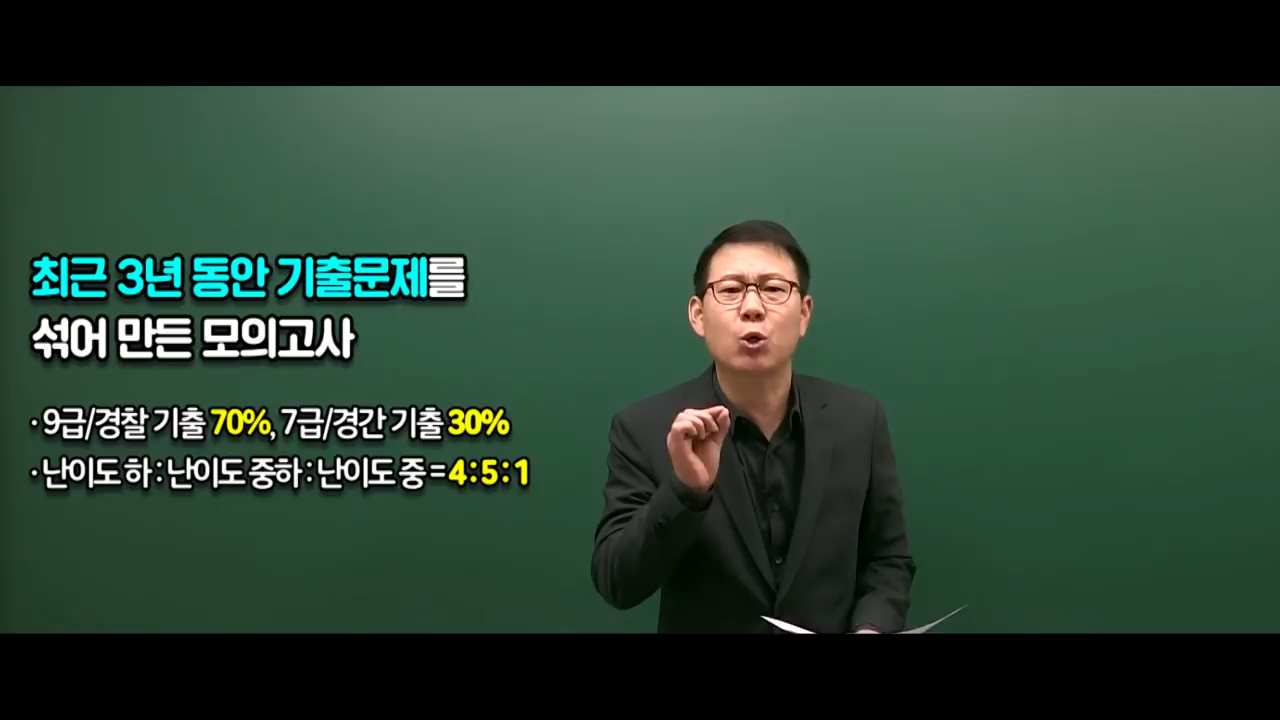 최근 3년 동안 기출문제를
섞어 만든 모의고사
· 9급/경찰 기출 70%, 7급/경간 기출 30%
· 난이도 하 : 난이도 중하 : 난이도 중 = 4 : 5 : 1